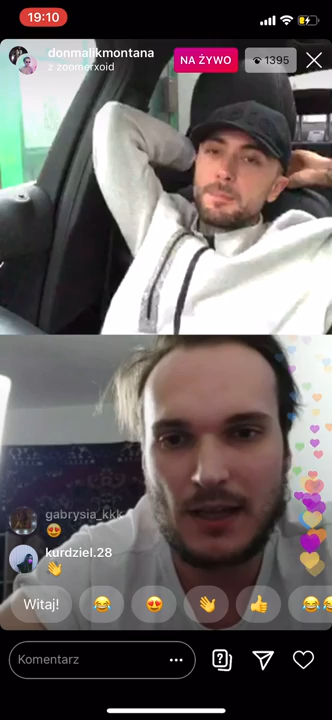 19:10
donmalikmontana
z zoomerxoid
NA ŻYWO
1395
gabrysia_kkk
😍
kurdziel.28
👋
Witaj! 😂 😍 👋 👍 😂
Komentarz